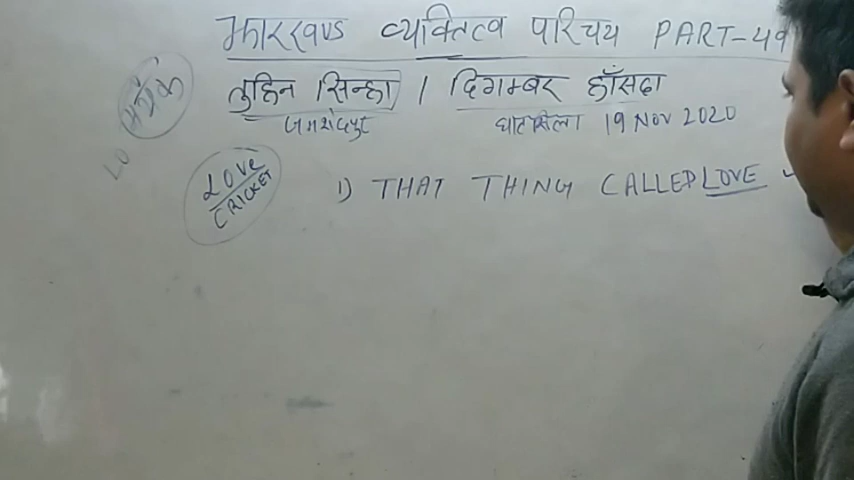 झारखण्ड व्यक्तित्व परिचय PART-49
तुहिन सिन्हा / दिगम्बर हाँसदा
जमशेदपुर घाटशिला 19 NOV 2020
LOVE
CRICKET
1) THAT THING CALLED LOVE